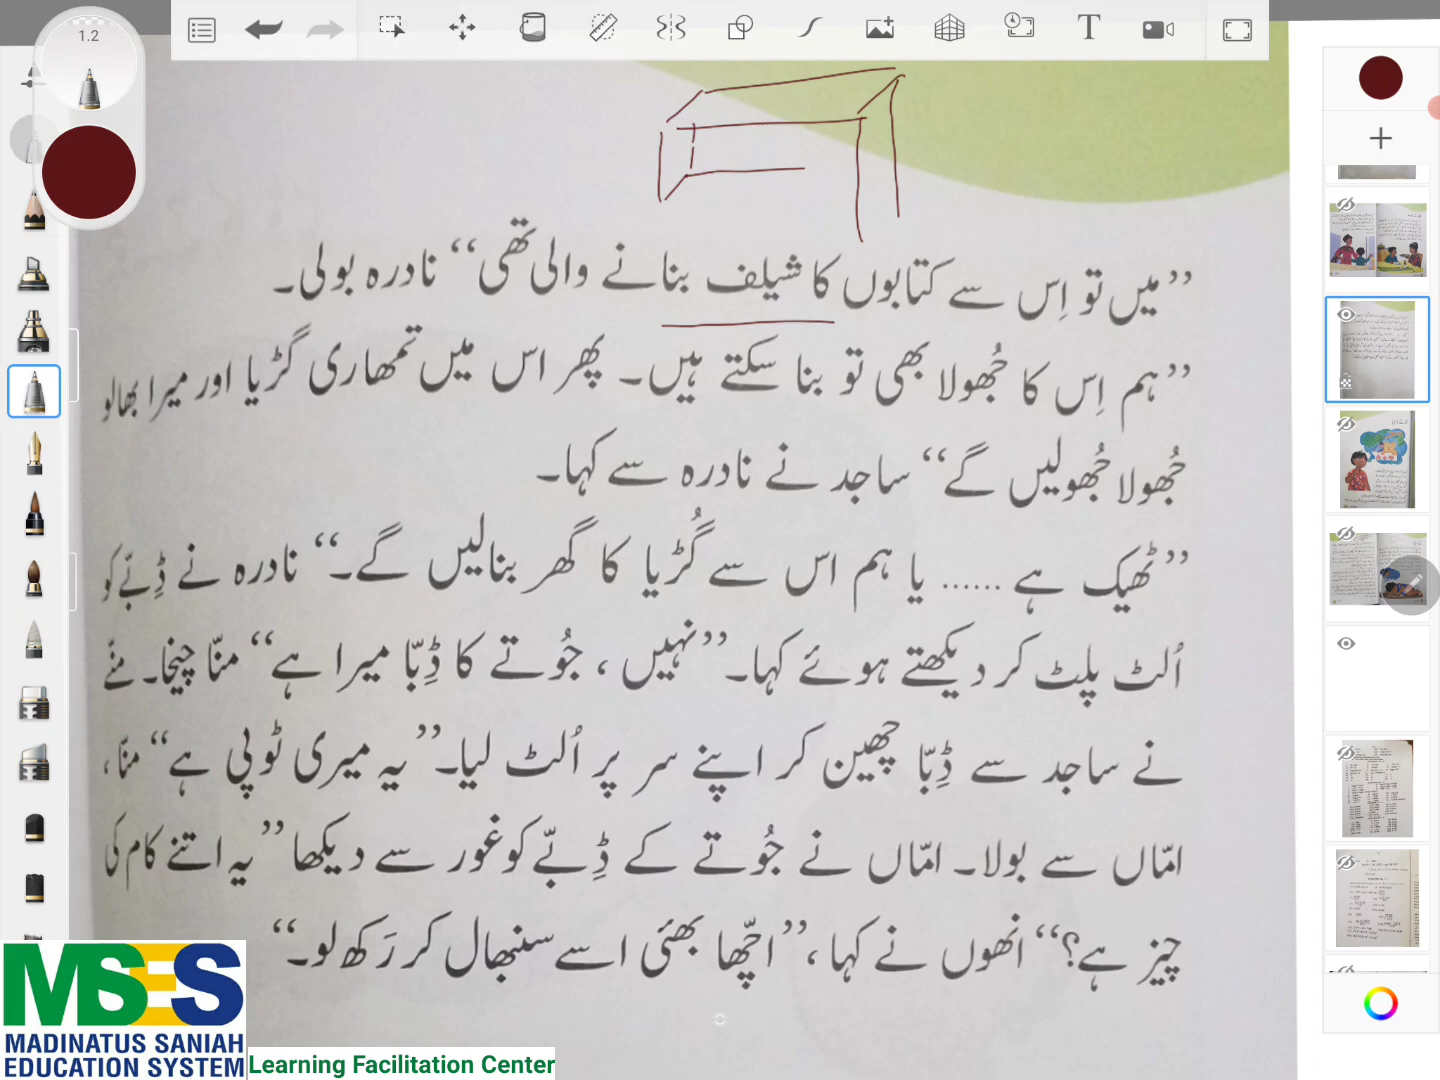 1.2
T
”میں تو اِس سے کتابوں کا شیلف بنانے والی تھی“ نادرہ بولی۔
”ہم اِس کا جُھولا بھی تو بنا سکتے ہیں۔ پھر اس میں تمھاری گڑیا اور میرا بھالو
جُھولا جُھولیں گے“ ساجد نے نادرہ سے کہا۔
”ٹھیک ہے ...... یا ہم اس سے گُڑیا کا گھر بنالیں گے۔“ نادرہ نے ڈِبّے کو
اُلٹ پلٹ کر دیکھتے ہوئے کہا۔ ”نہیں، جُوتے کا ڈِبّا میرا ہے“ منّا چیخا۔ منّے
نے ساجد سے ڈِبّا چھین کر اپنے سر پر اُلٹ لیا۔ ”یہ میری ٹوپی ہے“ منّا،
امّاں سے بولا۔ امّاں نے جُوتے کے ڈِبّے کو غور سے دیکھا ”یہ اتنے کام کی
چیز ہے؟“ انھوں نے کہا، ”اچّھا بھئی اسے سنبھال کر رَکھ لو۔“
MSES
MADINATUS SANIAH
EDUCATION SYSTEM
Learning Facilitation Center